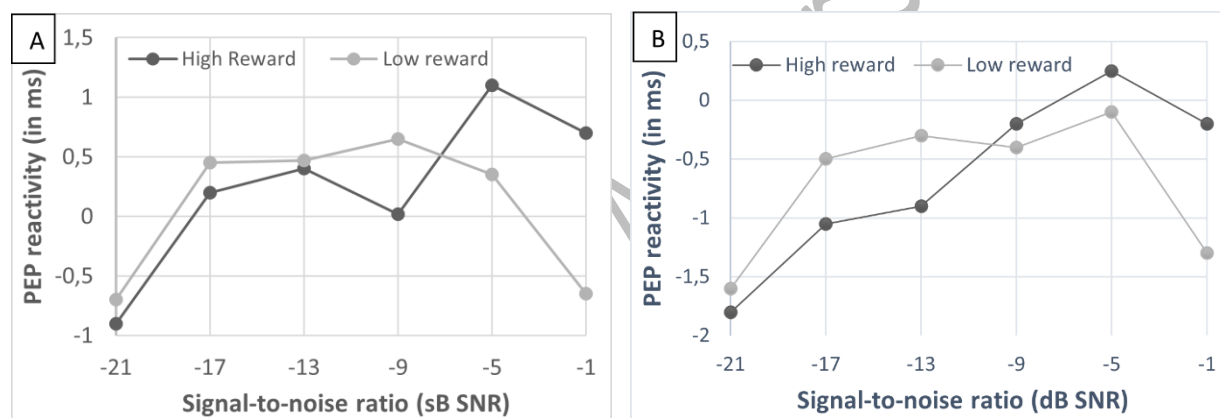 A
High Reward
Low reward
PEP reactivity (in ms)
1,5
1
0,5
0
-0,5
-1
-21
-17
-13
-9
-5
-1
Signal-to-noise ratio (sB SNR)
B
High reward
Low reward
PEP reactivity (in ms)
0,5
0
-0,5
-1
-1,5
-2
-21
-17
-13
-9
-5
-1
Signal-to-noise ratio (dB SNR)